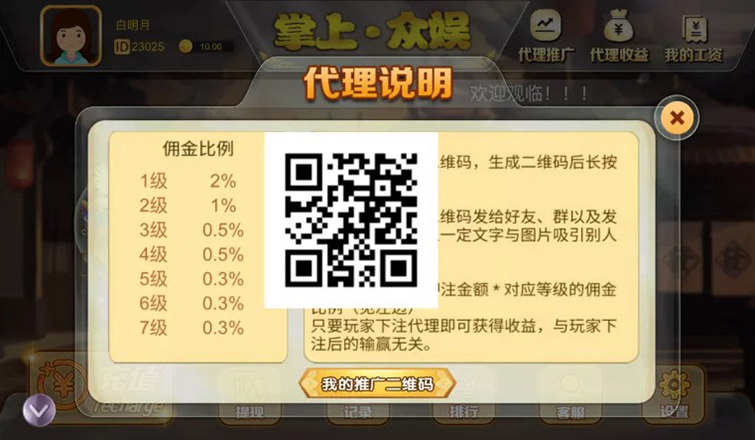 白明月
ID23025
10.00
掌上·众娱
代理推广
代理收益
我的工资
代理说明
欢迎观临！！！
佣金比例
1级 2%
2级 1%
3级 0.5%
4级 0.5%
5级 0.3%
6级 0.3%
7级 0.3%
维码，生成二维码后长按
维码发给好友、群以及发
一定文字与图片吸引别人
注金额 * 对应等级的佣金
比例（见左边）
只要玩家下注代理即可获得收益，与玩家下
注后的输赢无关。
我的推广二维码
充值
recharge
提现
记录
排行
客服
设置